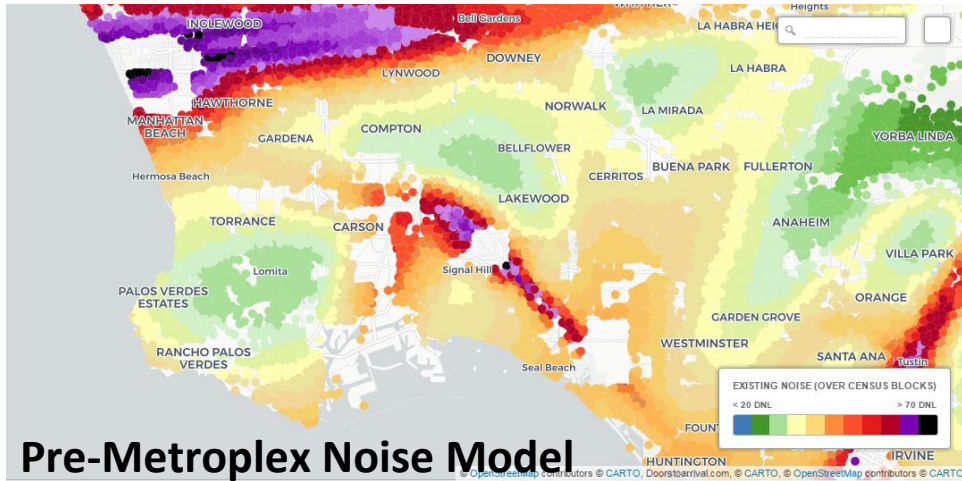 INGLEWOOD
Bell Gardens
Heights
LA HABRA
DOWNEY
LYNWOOD
LA HABRA
HAWTHORNE
NORWALK
LA MIRADA
MANHATTAN
BEACH
COMPTON
GARDENA
YORBA LINDA
BELLFLOWER
BUENA PARK
FULLERTON
Hermosa Beach
CERRITOS
LAKEWOOD
TORRANCE
CARSON
ANAHEIM
VILLA PARK
Lomita
Signal Hill
PALOS VERDES
ESTATES
ORANGE
GARDEN GROVE
WESTMINSTER
RANCHO PALOS
VERDES
SANTA ANA
Tustin
Seal Beach
EXISTING NOISE (OVER CENSUS BLOCKS)
< 20 DNL > 70 DNL
FOUNT
IRVINE
HUNTINGTON
Pre-Metroplex Noise Model
© OpenStreetMap contributors © CARTO, Doorstoarrival.com, © CARTO, © OpenStreetMap contributors © CARTO